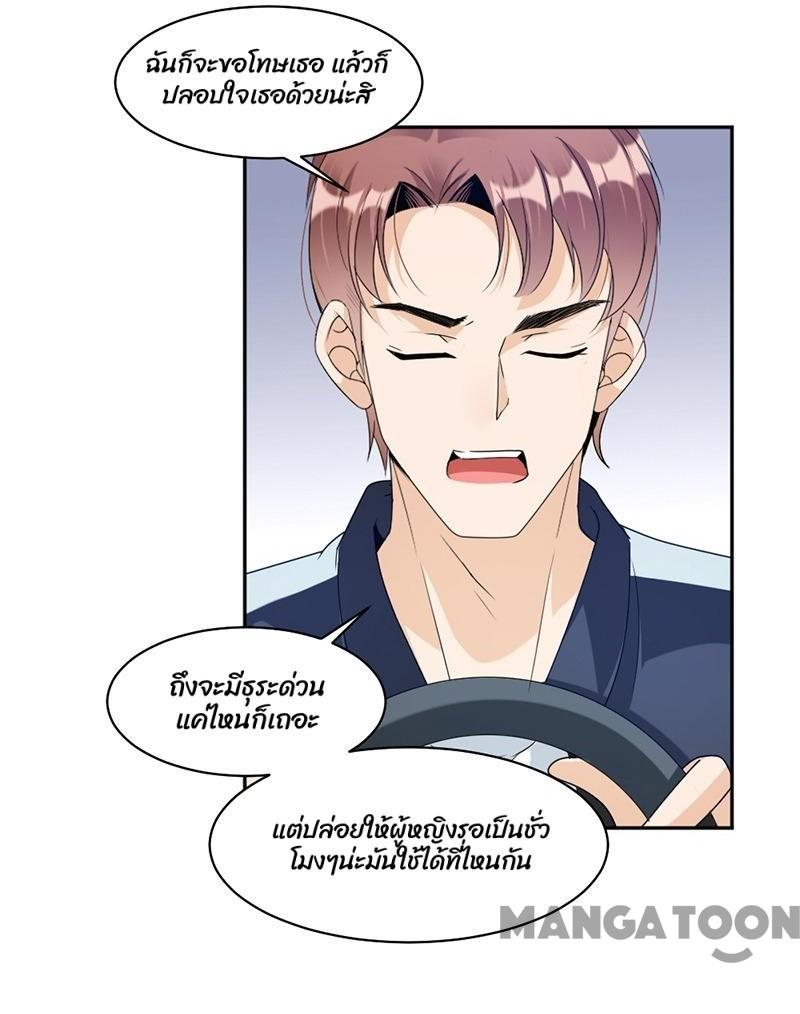 ฉันก็จะขอโทษเธอ แล้วก็
ปลอบใจเธอด้วยน่ะสิ
ถึงจะมีธุระด่วน
แค่ไหนก็เถอะ
แต่ปล่อยให้ผู้หญิงรอเป็นชั่ว
โมงๆน่ะมันใช้ได้ที่ไหนกัน
MANGATOON